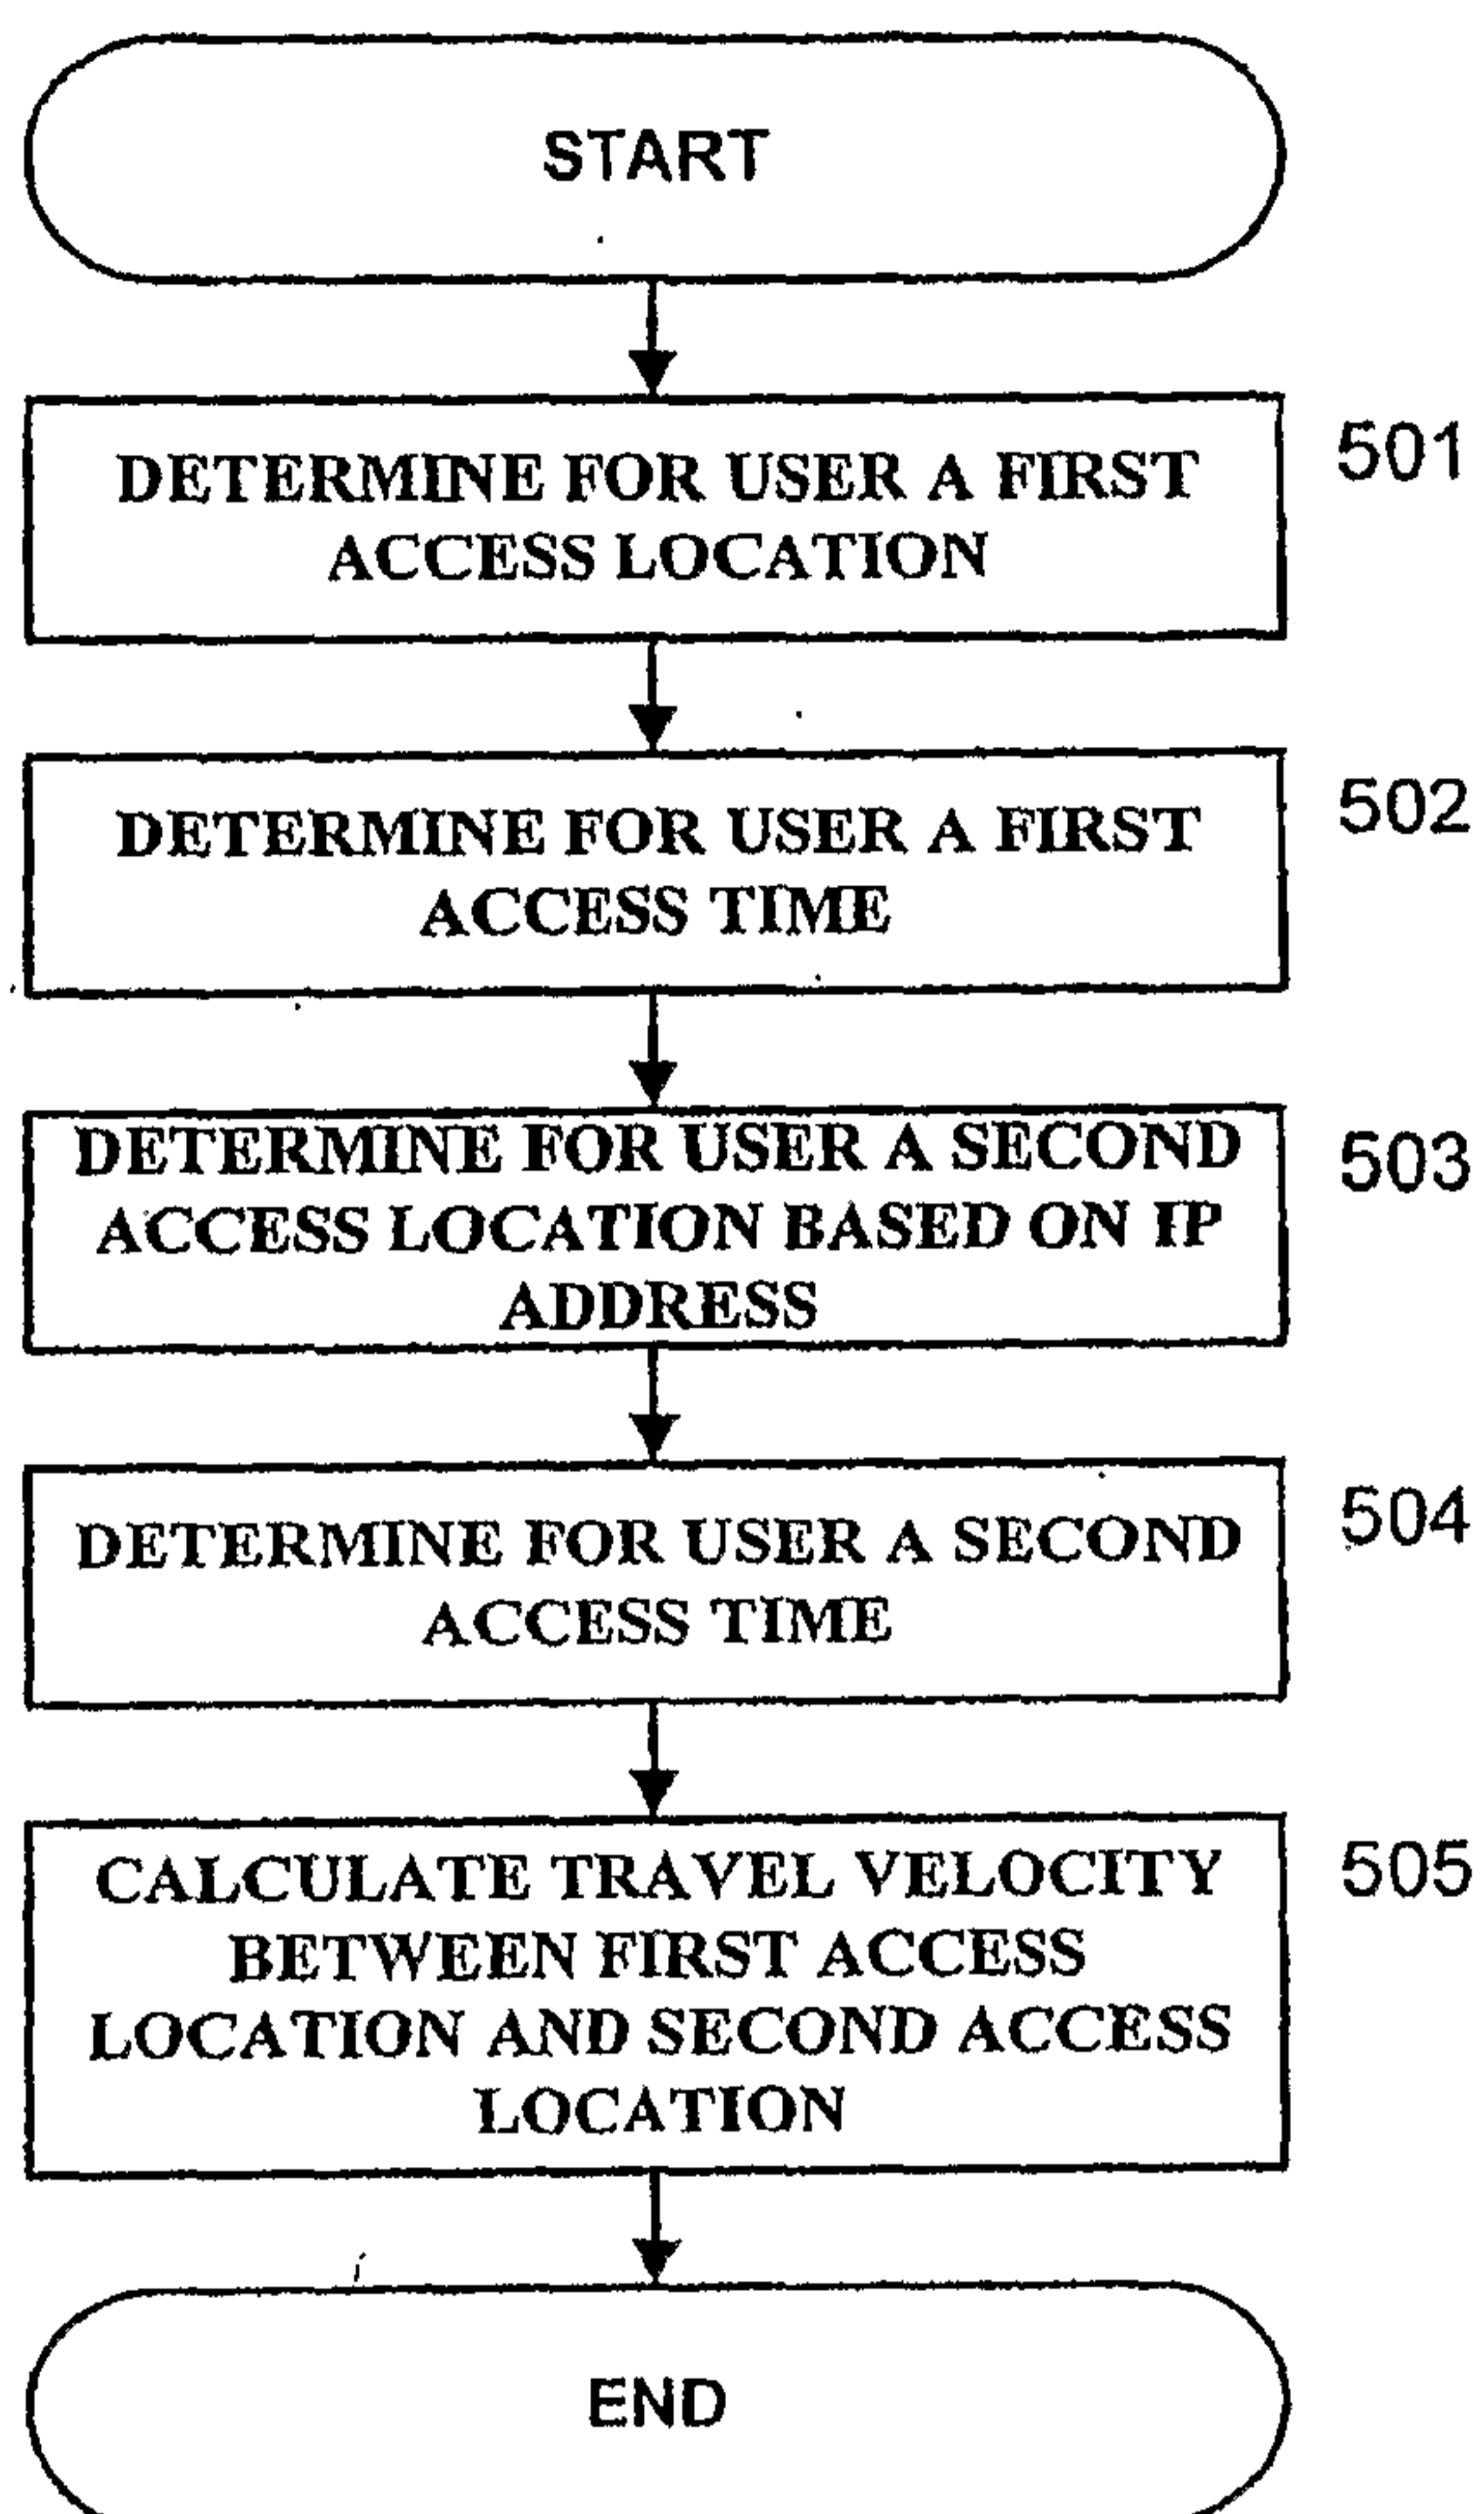 START
DETERMINE FOR USER A FIRST
ACCESS LOCATION
501
DETERMINE FOR USER A FIRST
ACCESS TIME
502
DETERMINE FOR USER A SECOND
ACCESS LOCATION BASED ON IP
ADDRESS
503
DETERMINE FOR USER A SECOND
ACCESS TIME
504
CALCULATE TRAVEL VELOCITY
BETWEEN FIRST ACCESS
LOCATION AND SECOND ACCESS
LOCATION
505
END